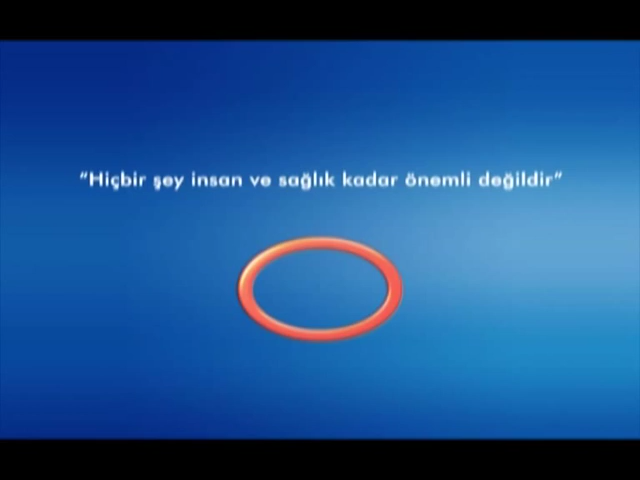 “Hiçbir şey insan ve sağlık kadar önemli değildir”